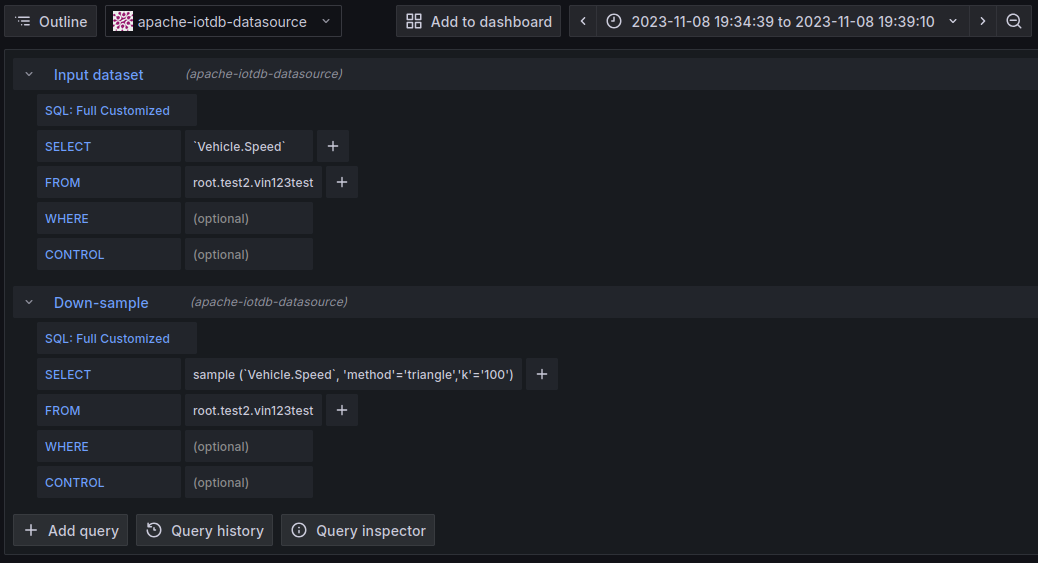 Outline apache-iotdb-datasource Add to dashboard 2023-11-08 19:34:39 to 2023-11-08 19:39:10
Input dataset (apache-iotdb-datasource)
SQL: Full Customized
SELECT `Vehicle.Speed` +
FROM root.test2.vin123test +
WHERE (optional)
CONTROL (optional)
Down-sample (apache-iotdb-datasource)
SQL: Full Customized
SELECT sample (`Vehicle.Speed`, 'method'='triangle','k'='100') +
FROM root.test2.vin123test +
WHERE (optional)
CONTROL (optional)
+ Add query Query history Query inspector